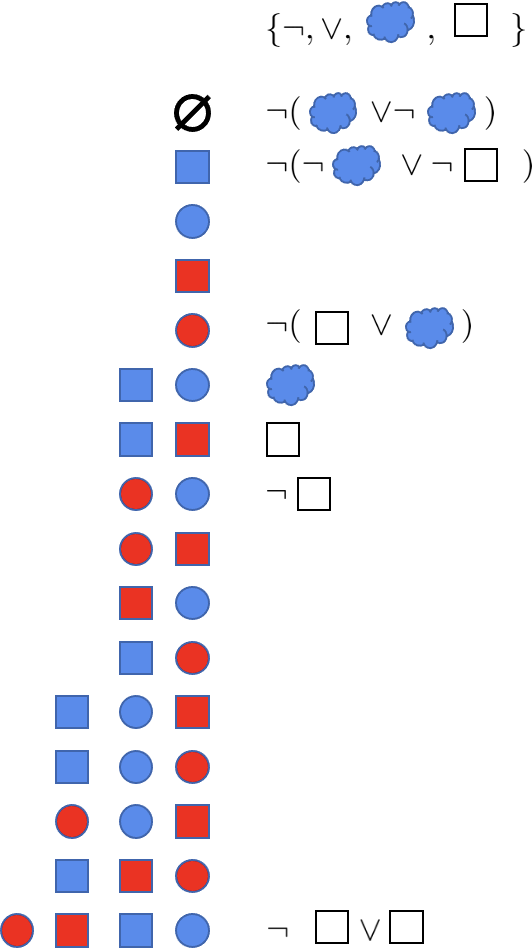 {¬, ∨, , }
¬( ∨¬ )
¬(¬ ∨ ¬ )
¬( ∨ )
¬
¬ ∨